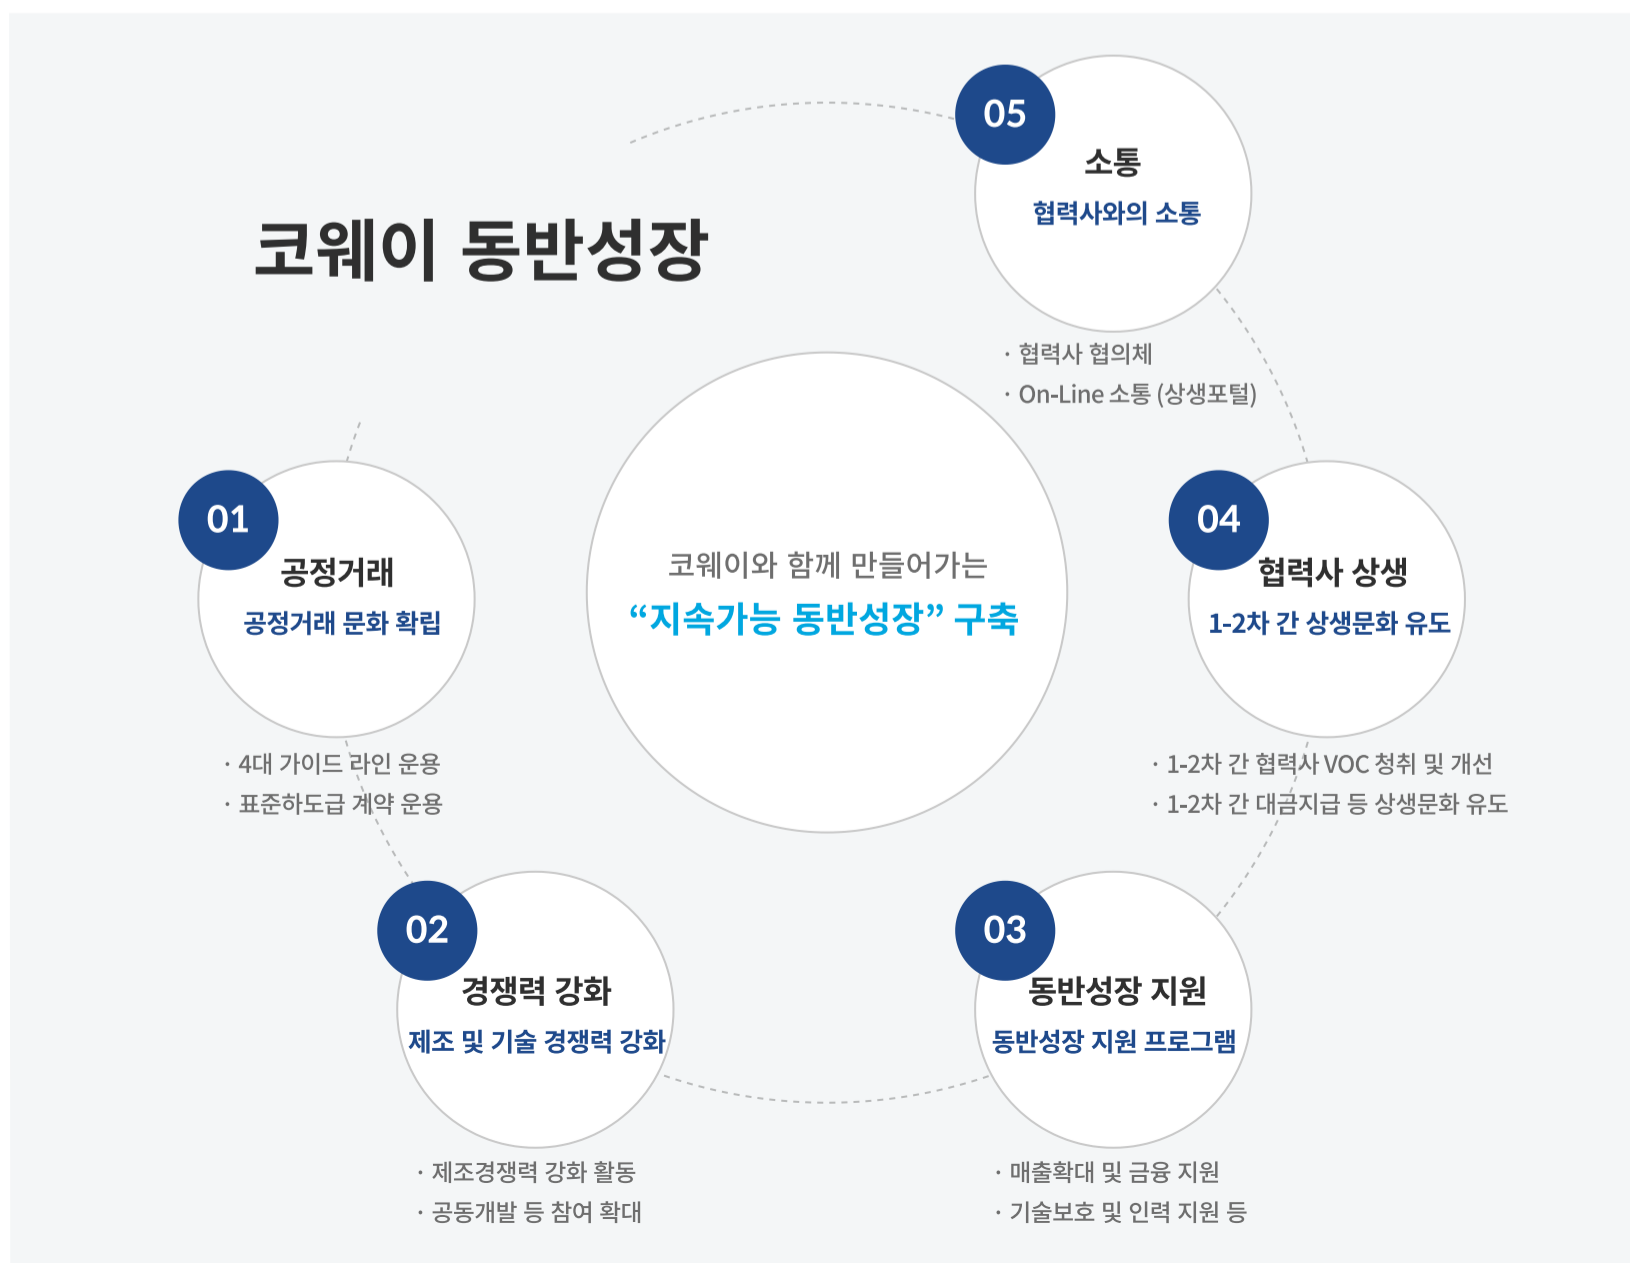 코웨이 동반성장
코웨이와 함께 만들어가는
“지속가능 동반성장” 구축
01
공정거래
공정거래 문화 확립
· 4대 가이드 라인 운용
· 표준하도급 계약 운용
02
경쟁력 강화
제조 및 기술 경쟁력 강화
· 제조경쟁력 강화 활동
· 공동개발 등 참여 확대
03
동반성장 지원
동반성장 지원 프로그램
· 매출확대 및 금융 지원
· 기술보호 및 인력 지원 등
04
협력사 상생
1-2차 간 상생문화 유도
· 1-2차 간 협력사 VOC 청취 및 개선
· 1-2차 간 대금지급 등 상생문화 유도
05
소통
협력사와의 소통
· 협력사 협의체
· On-Line 소통 (상생포털)